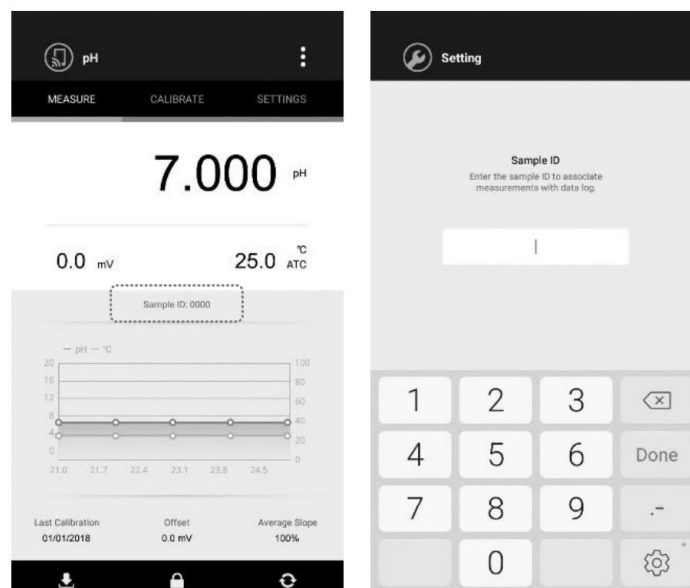 pH
MEASURE CALIBRATE SETTINGS
7.000 pH
0.0 mV
25.0 °C
ATC
Sample ID: 0000
pH °C
20 100
16 80
12 60
8 40
4 20
0 0
21.0 21.7 22.4 23.1 23.8 24.5
Last Calibration Offset Average Slope
01/01/2018 0.0 mV 100%
Setting
Sample ID
Enter the sample ID to associate
measurements with data log.
1 2 3
4 5 6 Done
7 8 9 .-
0